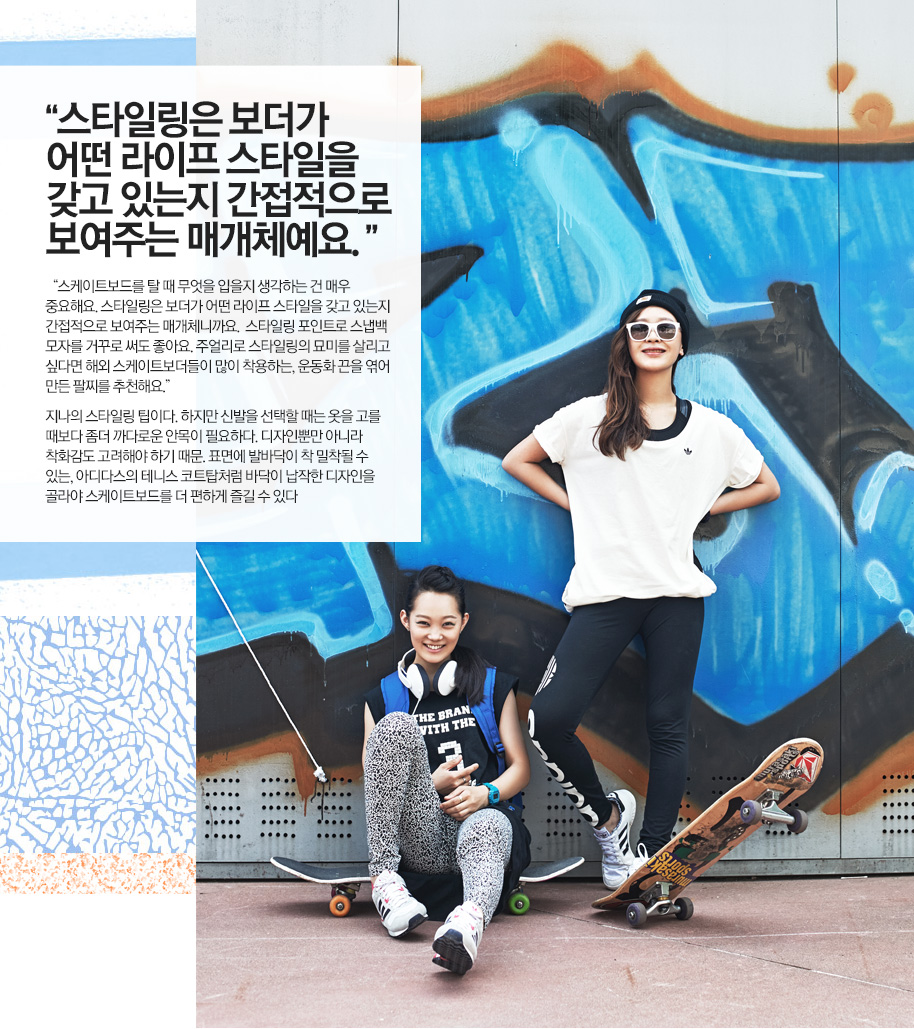 “스타일링은 보더가
어떤 라이프 스타일을
갖고 있는지 간접적으로
보여주는 매개체예요.”
“스케이트보드를 탈 때 무엇을 입을지 생각하는 건 매우
중요해요. 스타일링은 보더가 어떤 라이프 스타일을 갖고 있는지
간접적으로 보여주는 매개체니까요. 스타일링 포인트로 스냅백
모자를 거꾸로 써도 좋아요. 주얼리로 스타일링의 묘미를 살리고
싶다면 해외 스케이트보더들이 많이 착용하는, 운동화 끈을 엮어
만든 팔찌를 추천해요.”
지나의 스타일링 팁이다. 하지만 신발을 선택할 때는 옷을 고를
때보다 좀더 까다로운 안목이 필요하다. 디자인뿐만 아니라
착화감도 고려해야 하기 때문. 표면에 발바닥이 착 밀착될 수
있는, 아디다스의 테니스 코트탑처럼 바닥이 납작한 디자인을
골라야 스케이트보드를 더 편하게 즐길 수 있다
THE BRAN
WITH THE
3